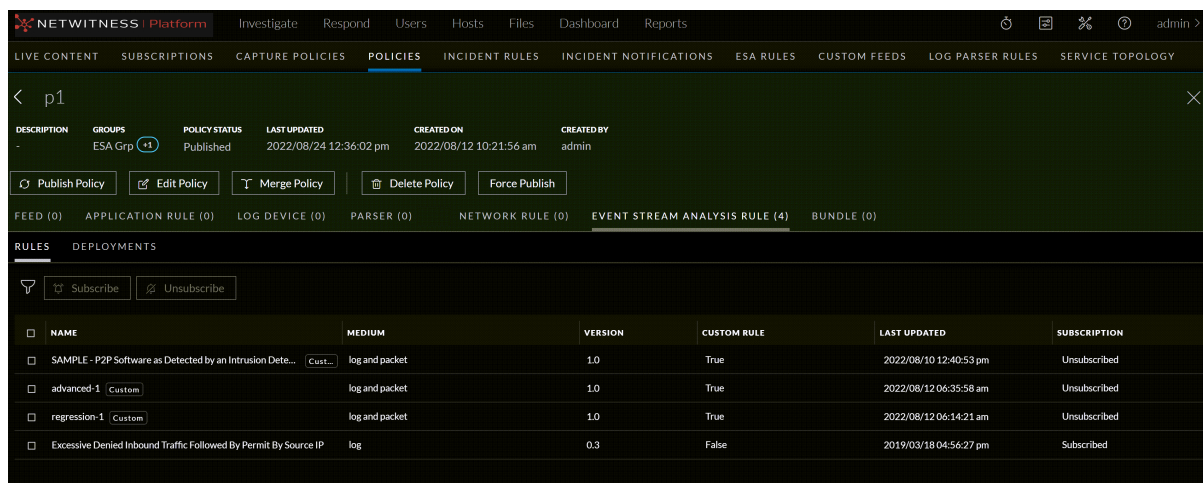 NETWITNESS Platform Investigate Respond Users Hosts Files Dashboard Reports admin >
LIVE CONTENT SUBSCRIPTIONS CAPTURE POLICIES POLICIES INCIDENT RULES INCIDENT NOTIFICATIONS ESA RULES CUSTOM FEEDS LOG PARSER RULES SERVICE TOPOLOGY
p1
DESCRIPTION GROUPS POLICY STATUS LAST UPDATED CREATED ON CREATED BY
- ESA Grp +1 Published 2022/08/24 12:36:02 pm 2022/08/12 10:21:56 am admin
Publish Policy Edit Policy Merge Policy Delete Policy Force Publish
FEED (0) APPLICATION RULE (0) LOG DEVICE (0) PARSER (0) NETWORK RULE (0) EVENT STREAM ANALYSIS RULE (4) BUNDLE (0)
RULES DEPLOYMENTS
Subscribe Unsubscribe
NAME MEDIUM VERSION CUSTOM RULE LAST UPDATED SUBSCRIPTION
SAMPLE - P2P Software as Detected by an Intrusion Dete... Cust... log and packet 1.0 True 2022/08/10 12:40:53 pm Unsubscribed
advanced-1 Custom log and packet 1.0 True 2022/08/12 06:35:58 am Unsubscribed
regression-1 Custom log and packet 1.0 True 2022/08/12 06:14:21 am Unsubscribed
Excessive Denied Inbound Traffic Followed By Permit By Source IP log 0.3 False 2019/03/18 04:56:27 pm Subscribed